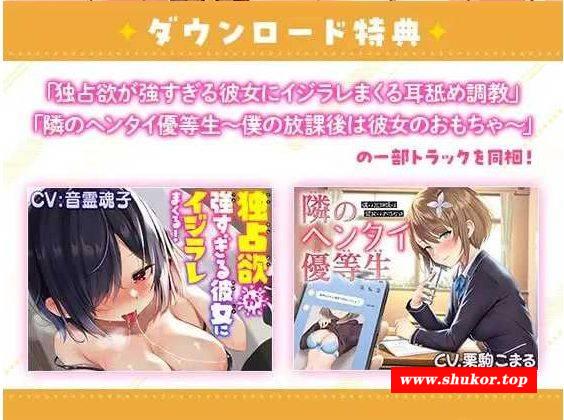 ダウンロード特典
「独占欲が強すぎる彼女にイジラレまくる耳舐め調教」
「隣のヘンタイ優等生～僕の放課後は彼女のおもちゃ～」
の一部トラックを同梱！
CV:音霊魂子
独占欲が
強すぎる彼女に
イジラレ
まくる!
隣の
ヘンタイ
優等生
CV.栗駒こまる
www.shukor.top